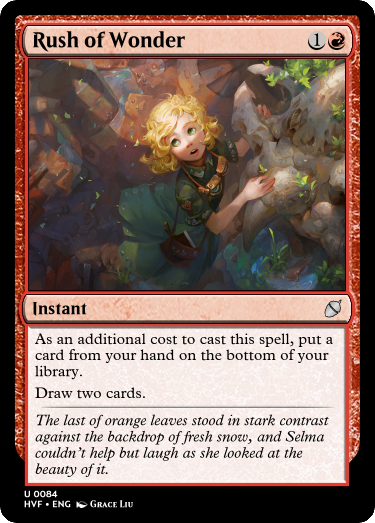 Rush of Wonder 1
Instant
As an additional cost to cast this spell, put a
card from your hand on the bottom of your
library.
Draw two cards.
The last of orange leaves stood in stark contrast
against the backdrop of fresh snow, and Selma
couldn't help but laugh as she looked at the
beauty of it.
U 0084
HVF • ENG Grace Liu